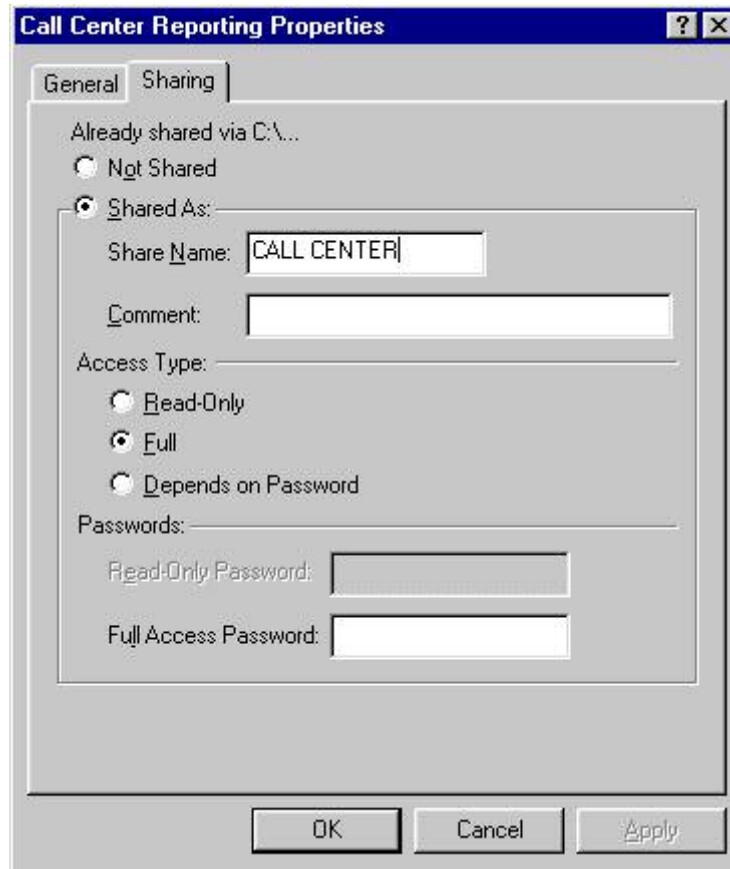 Call Center Reporting Properties
General Sharing
Already shared via C:\...
Not Shared
Shared As:
Share Name: CALL CENTER
Comment:
Access Type:
Read-Only
Full
Depends on Password
Passwords:
Read-Only Password:
Full Access Password:
OK Cancel Apply